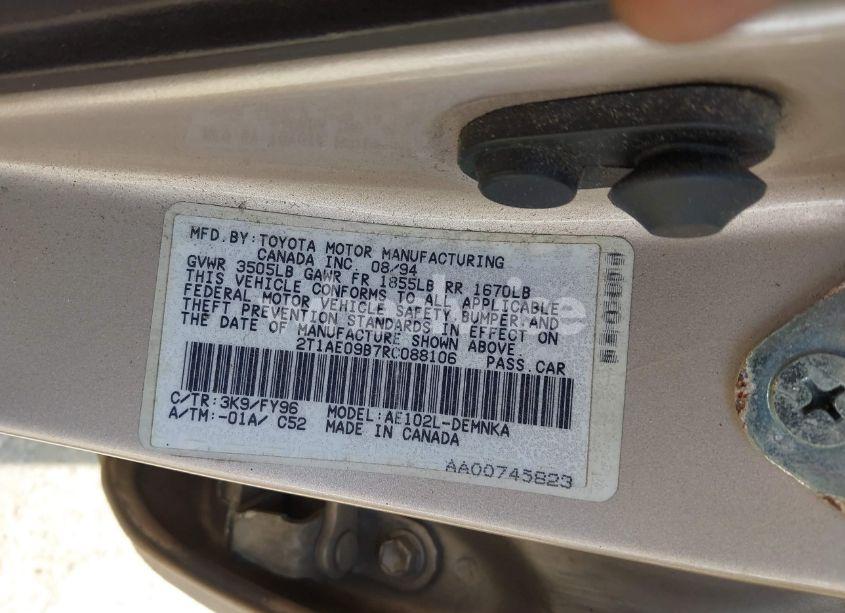 MFD.BY:TOYOTA MOTOR MANUFACTURING
CANADA INC 08/94
GVWR 3505LB GAWR FR 1855LB RR 1670LB
THIS VEHICLE CONFORMS TO ALL APPLICABLE
FEDERAL MOTOR VEHICLE SAFETY,BUMPER,AND
THEFT PREVENTION STANDARDS IN EFFECT ON
THE DATE OF MANUFACTURE SHOWN ABOVE.
2T1AE09B7RC088106 PASS.CAR
C/TR:3K9/FY96 MODEL:AE102L-DEMNKA
A/TM:-01A/ C52 MADE IN CANADA
AA00745823